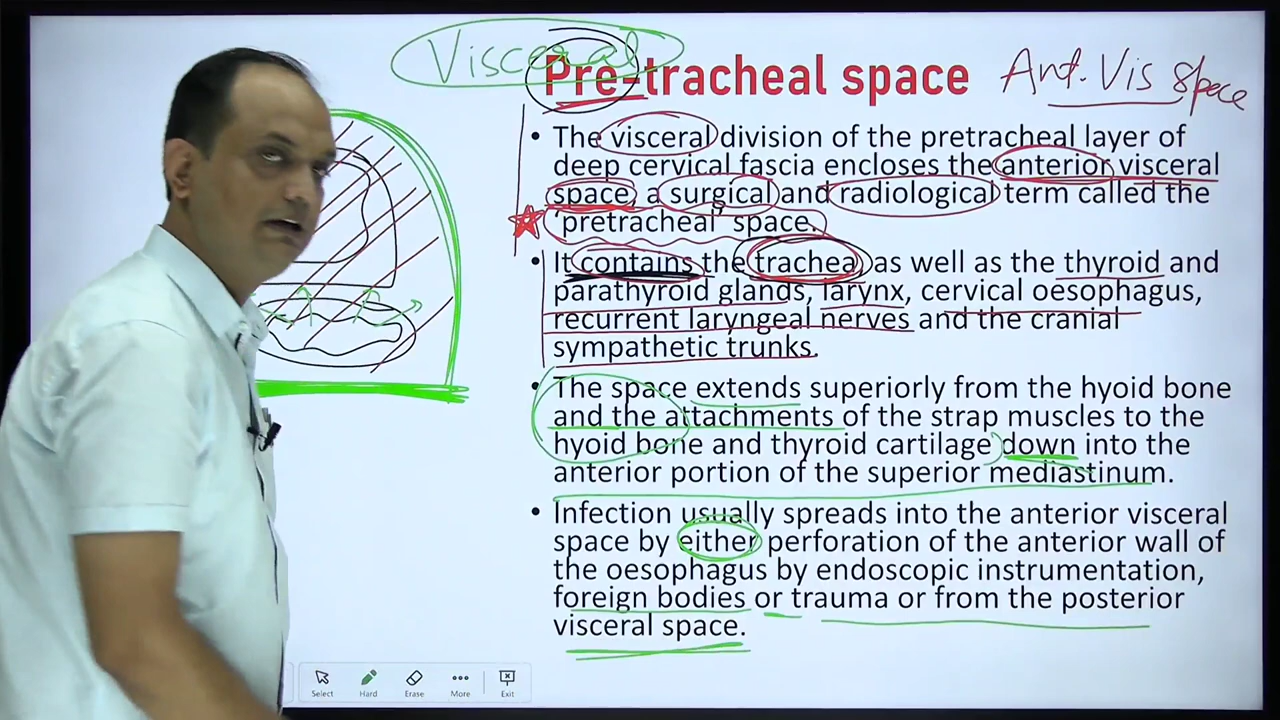 Visceral
Pre-tracheal space
Ant. Vis Space
• The visceral division of the pretracheal layer of
deep cervical fascia encloses the anterior visceral
space, a surgical and radiological term called the
‘pretracheal’ space.
• It contains the trachea, as well as the thyroid and
parathyroid glands, larynx, cervical oesophagus,
recurrent laryngeal nerves and the cranial
sympathetic trunks.
• The space extends superiorly from the hyoid bone
and the attachments of the strap muscles to the
hyoid bone and thyroid cartilage down into the
anterior portion of the superior mediastinum.
• Infection usually spreads into the anterior visceral
space by either perforation of the anterior wall of
the oesophagus by endoscopic instrumentation,
foreign bodies or trauma or from the posterior
visceral space.
Select Hard Erase More Exit